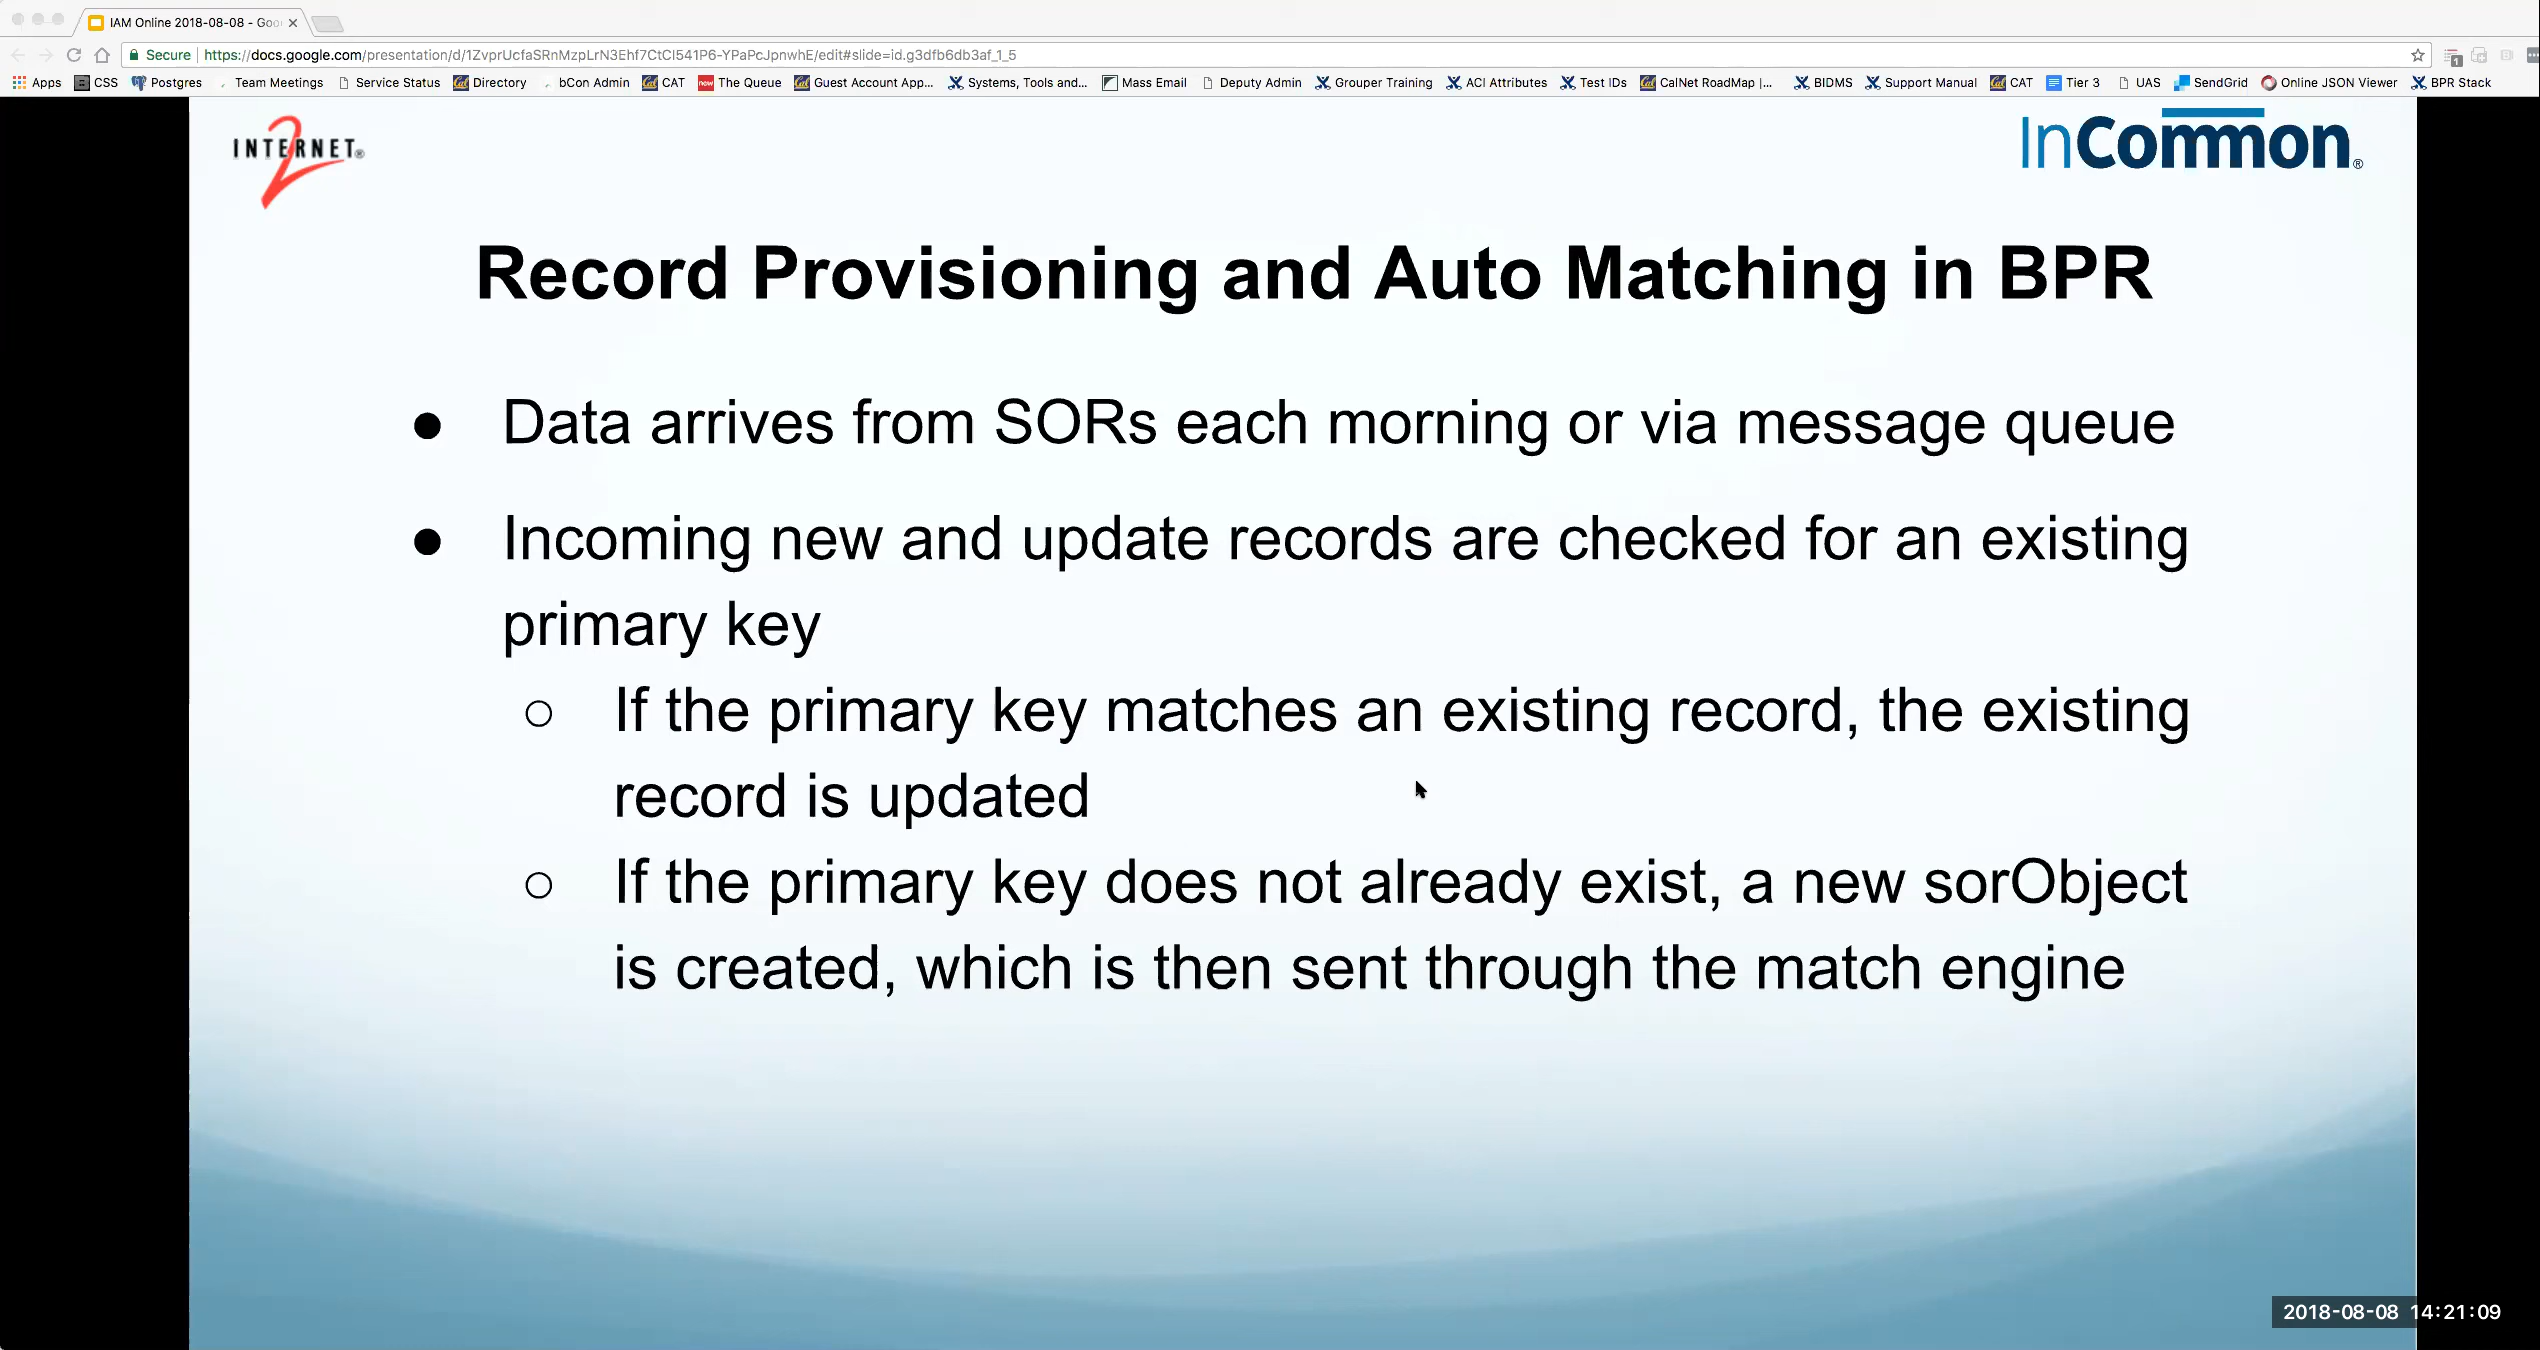 IAM Online 2018-08-08 - Goo
Secure https://docs.google.com/presentation/d/1ZvprUcfaSRnMzpLrN3Ehf7CtCI541P6-YPaPcJpnwhE/edit#slide=id.g3dfb6db3af_1_5
Apps CSS Postgres Team Meetings Service Status Directory bCon Admin CAT The Queue Guest Account App... Systems, Tools and... Mass Email Deputy Admin Grouper Training ACI Attributes Test IDs CalNet RoadMap |... BIDMS Support Manual CAT Tier 3 UAS SendGrid Online JSON Viewer BPR Stack
INTERNET® 2
InCommon®
Record Provisioning and Auto Matching in BPR
● Data arrives from SORs each morning or via message queue
● Incoming new and update records are checked for an existing
primary key
○ If the primary key matches an existing record, the existing
record is updated
○ If the primary key does not already exist, a new sorObject
is created, which is then sent through the match engine
2018-08-08 14:21:09